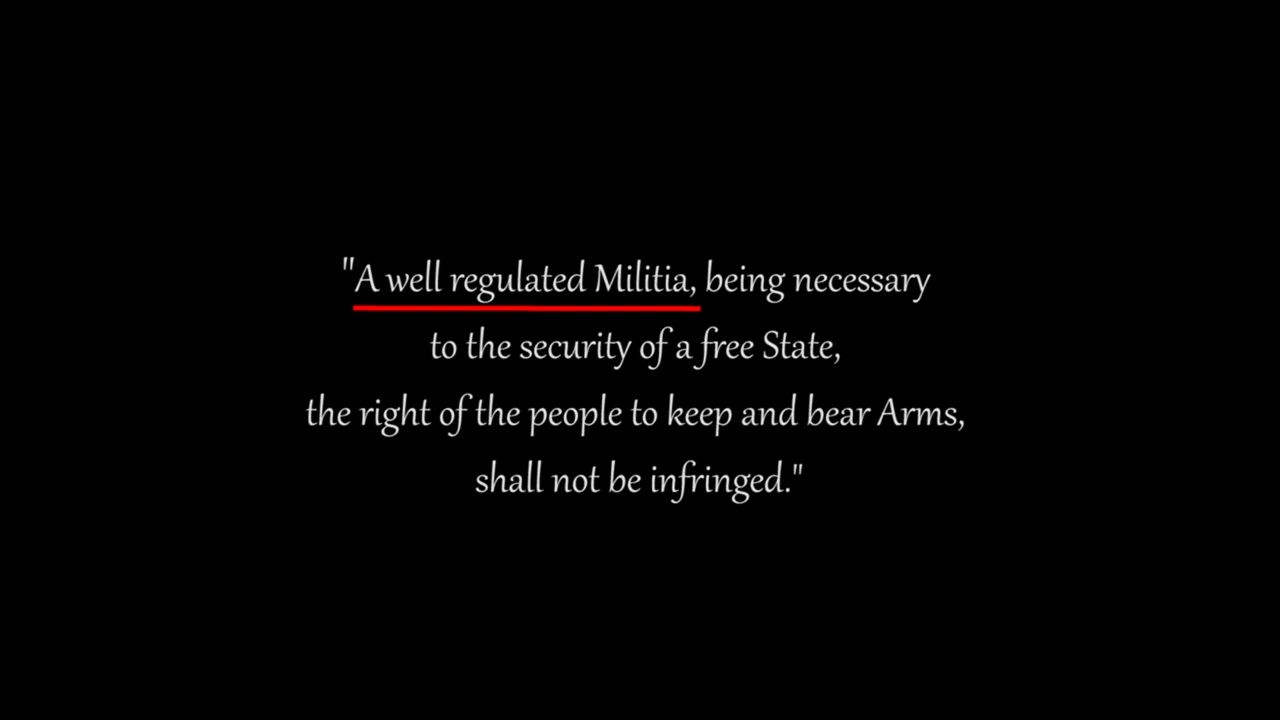 "A well regulated Militia, being necessary
to the security of a free State,
the right of the people to keep and bear Arms,
shall not be infringed."